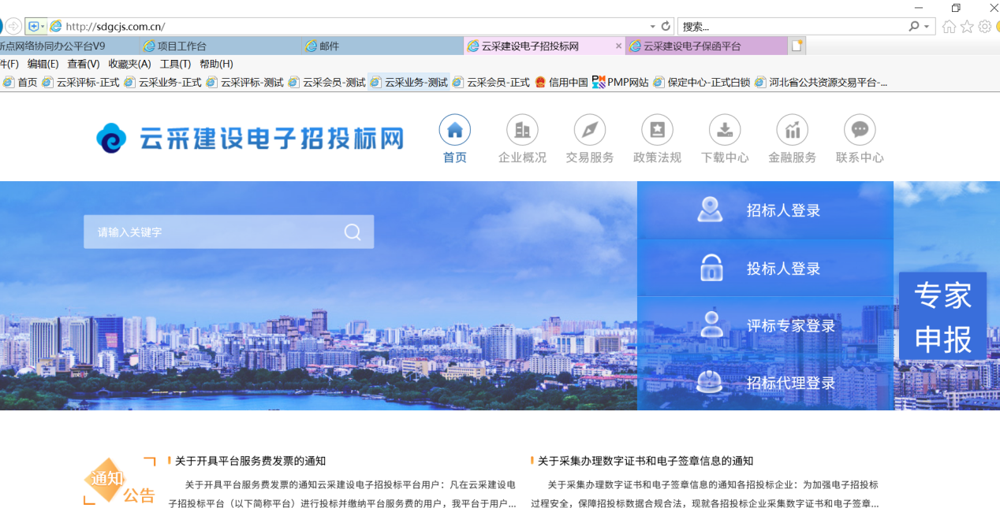 http://sdgcjs.com.cn/
搜索...
新点网络协同办公平台V9
项目工作台
邮件
云采建设电子招投标网
云采建设电子保函平台
件(F) 编辑(E) 查看(V) 收藏夹(A) 工具(T) 帮助(H)
首页 云采评标-正式 云采业务-正式 云采评标-测试 云采会员-测试 云采业务-测试 云采会员-正式 信用中国 PMP网站 保定中心-正式白锁 河北省公共资源交易平台-...
云采建设电子招投标网
首页 企业概况 交易服务 政策法规 下载中心 金融服务 联系中心
请输入关键字
招标人登录
投标人登录
评标专家登录
招标代理登录
专家
申报
通知
公告
关于开具平台服务费发票的通知
关于开具平台服务费发票的通知云采建设电子招投标平台用户：凡在云采建设电
子招投标平台（以下简称平台）进行投标并缴纳平台服务费的用户，我平台于用户...
关于采集办理数字证书和电子签章信息的通知
关于采集办理数字证书和电子签章信息的通知各招投标企业：为加强电子招投标
过程安全，保障招投标数据合规合法，现就各招投标企业采集数字证书和电子签章...